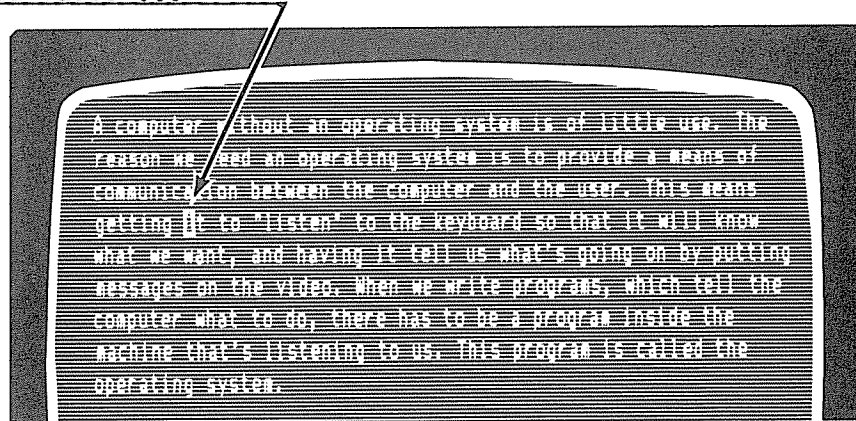 A computer without an operating system is of little use. The
reason we need an operating system is to provide a means of
communication between the computer and the user. This means
getting it to "listen" to the keyboard so that it will know
what we want, and having it tell us what's going on by putting
messages on the video. When we write programs, which tell the
computer what to do, there has to be a program inside the
machine that's listening to us. This program is called the
operating system.